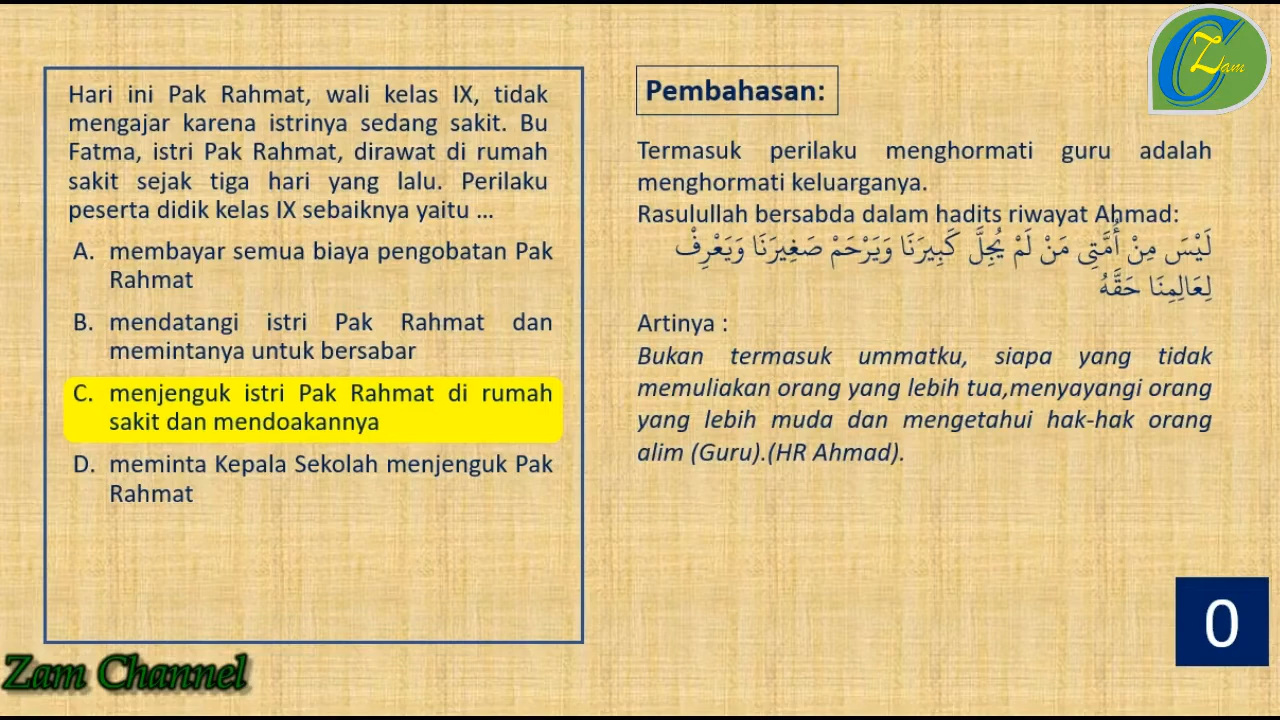 Zam
Hari ini Pak Rahmat, wali kelas IX, tidak
mengajar karena istrinya sedang sakit. Bu
Fatma, istri Pak Rahmat, dirawat di rumah
sakit sejak tiga hari yang lalu. Perilaku
peserta didik kelas IX sebaiknya yaitu ...
A. membayar semua biaya pengobatan Pak
Rahmat
B. mendatangi istri Pak Rahmat dan
memintanya untuk bersabar
C. menjenguk istri Pak Rahmat di rumah
sakit dan mendoakannya
D. meminta Kepala Sekolah menjenguk Pak
Rahmat
Pembahasan:
Termasuk perilaku menghormati guru adalah
menghormati keluarganya.
Rasulullah bersabda dalam hadits riwayat Ahmad:
لَيْسَ مِنْ أُمَّتِى مَنْ لَمْ يُجِلَّ كَبِيرَنَا وَيَرْحَمْ صَغِيرَنَا وَيَعْرِفْ
لِعَالِمِنَا حَقَّهُ
Artinya :
Bukan termasuk ummatku, siapa yang tidak
memuliakan orang yang lebih tua,menyayangi orang
yang lebih muda dan mengetahui hak-hak orang
alim (Guru).(HR Ahmad).
0
Zam Channel